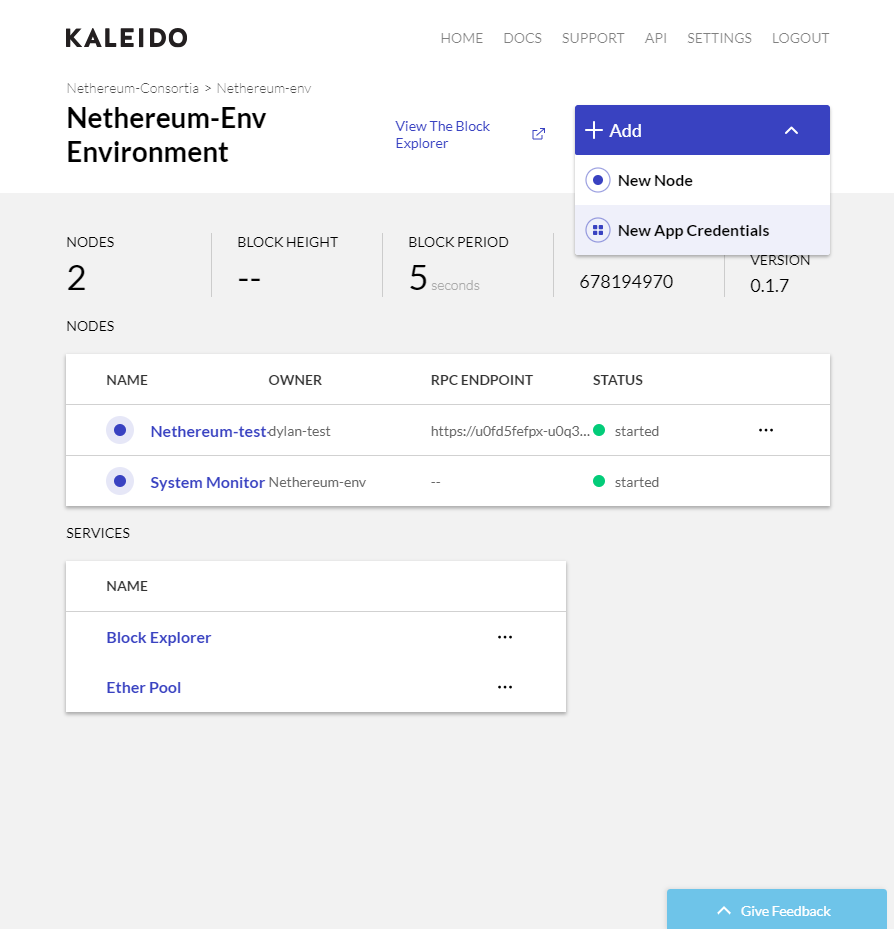 KALEIDO
HOME DOCS SUPPORT API SETTINGS LOGOUT
Nethereum-Consortia > Nethereum-env
Nethereum-Env
Environment
View The Block
Explorer
Add
New Node
New App Credentials
NODES
2
BLOCK HEIGHT
--
BLOCK PERIOD
5 seconds
678194970
VERSION
0.1.7
NODES
NAME OWNER RPC ENDPOINT STATUS
Nethereum-test- dylan-test https://u0fd5fefpx-u0q3... started ...
System Monitor Nethereum-env -- started
SERVICES
NAME
Block Explorer ...
Ether Pool ...
Give Feedback